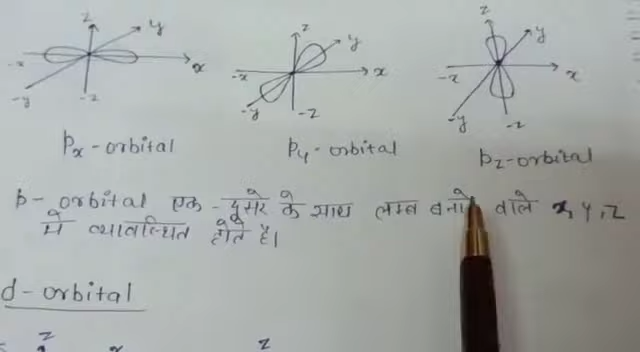 z z z
y y y
-x x -x x -x x
-y -y -y
-z -z -z
px-orbital py-orbital pz-orbital
p-orbital एक-दूसरे के साथ लम्ब बनाने वाले x, y, z
में व्यवस्थित होते है।
d-orbital
z x z